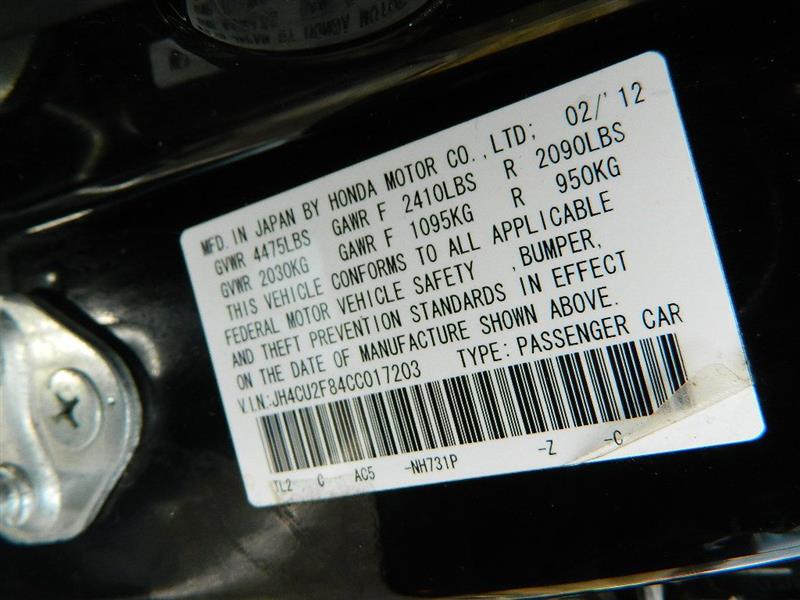 MFD. IN JAPAN BY HONDA MOTOR CO., LTD; 02/'12
GVWR 4475LBS GAWR F 2410LBS R 2090LBS
GVWR 2030KG GAWR F 1095KG R 950KG
THIS VEHICLE CONFORMS TO ALL APPLICABLE
FEDERAL MOTOR VEHICLE SAFETY ,BUMPER,
AND THEFT PREVENTION STANDARDS IN EFFECT
ON THE DATE OF MANUFACTURE SHOWN ABOVE.
V.I.N.:JH4CU2F84CC017203 TYPE:PASSENGER CAR
TL2 C AC5 -NH731P -Z -C